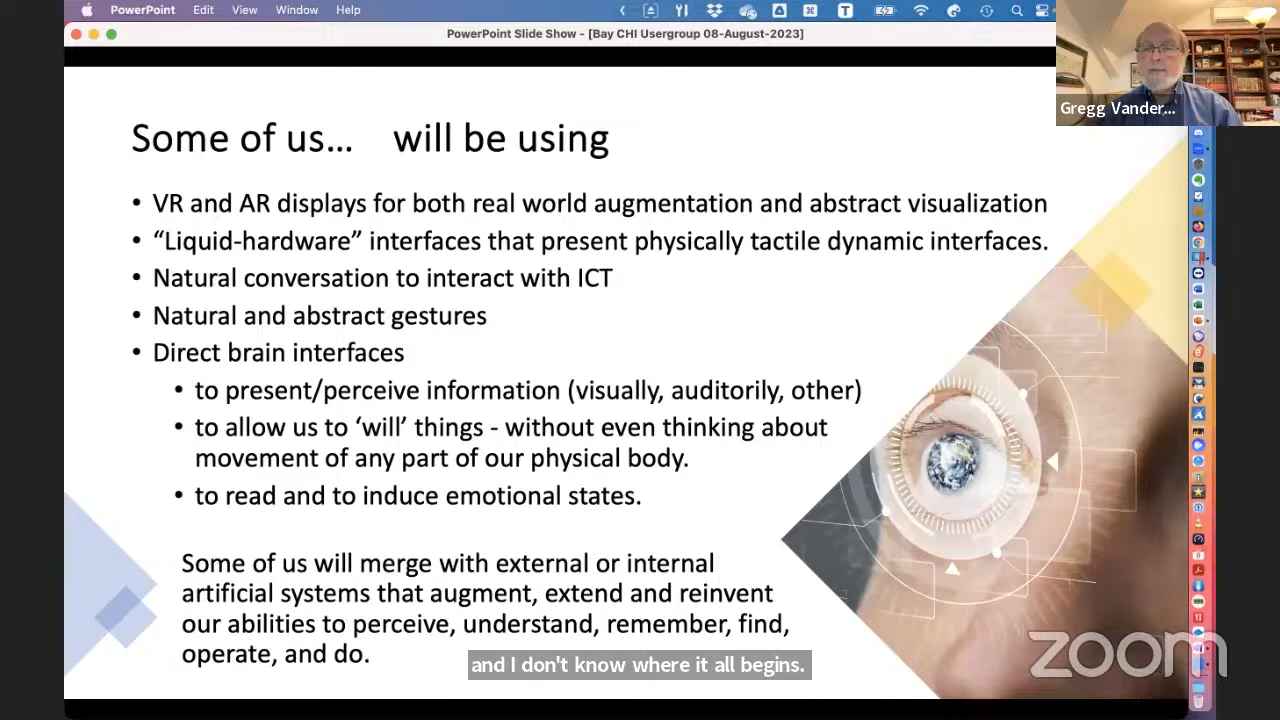 PowerPoint Edit View Window Help
PowerPoint Slide Show - [Bay CHI Usergroup 08-August-2023]
Gregg Vander...
Some of us... will be using
• VR and AR displays for both real world augmentation and abstract visualization
• “Liquid-hardware” interfaces that present physically tactile dynamic interfaces.
• Natural conversation to interact with ICT
• Natural and abstract gestures
• Direct brain interfaces
• to present/perceive information (visually, auditorily, other)
• to allow us to ‘will’ things - without even thinking about
movement of any part of our physical body.
• to read and to induce emotional states.
Some of us will merge with external or internal
artificial systems that augment, extend and reinvent
our abilities to perceive, understand, remember, find,
operate, and do.
and I don't know where it all begins.
zoom